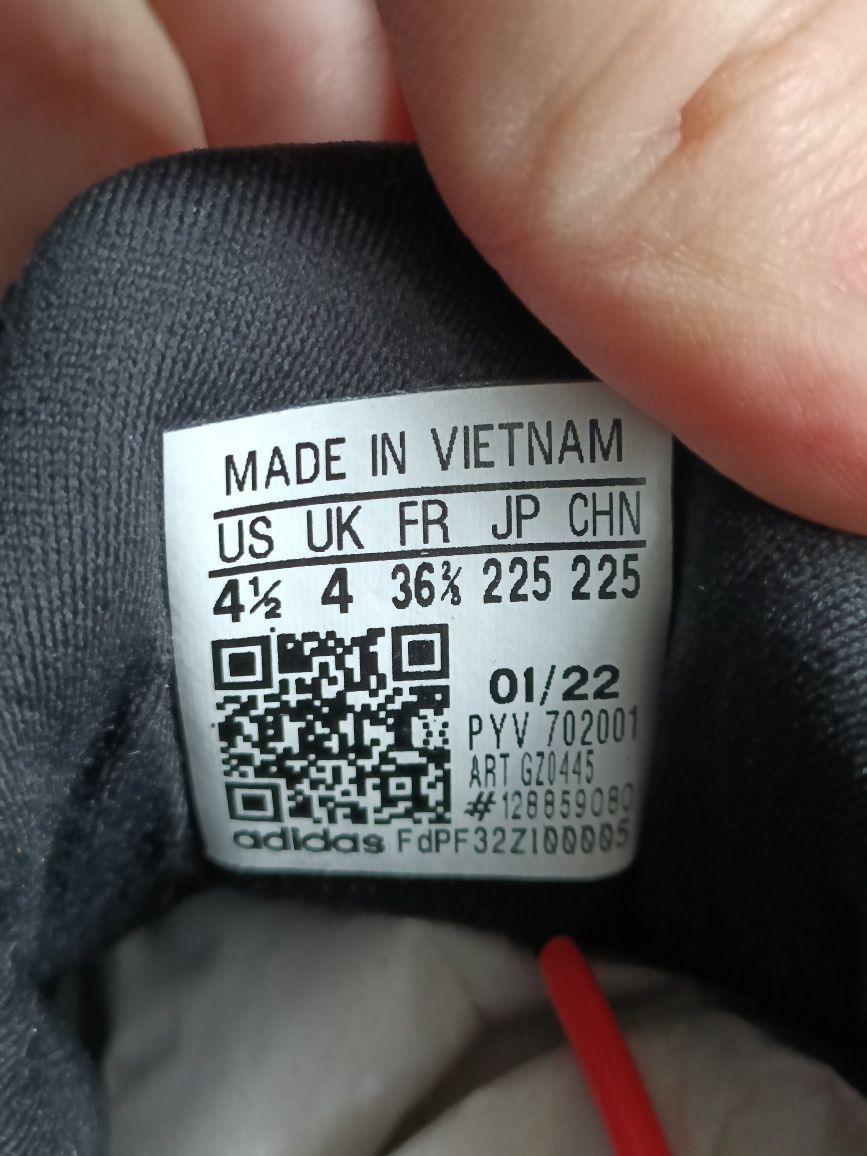 MADE IN VIETNAM
US UK FR JP CHN
4½ 4 36⅔ 225 225
01/22
PYV 702001
ART GZ0445
#128859080
adidas FdPF32Z100005